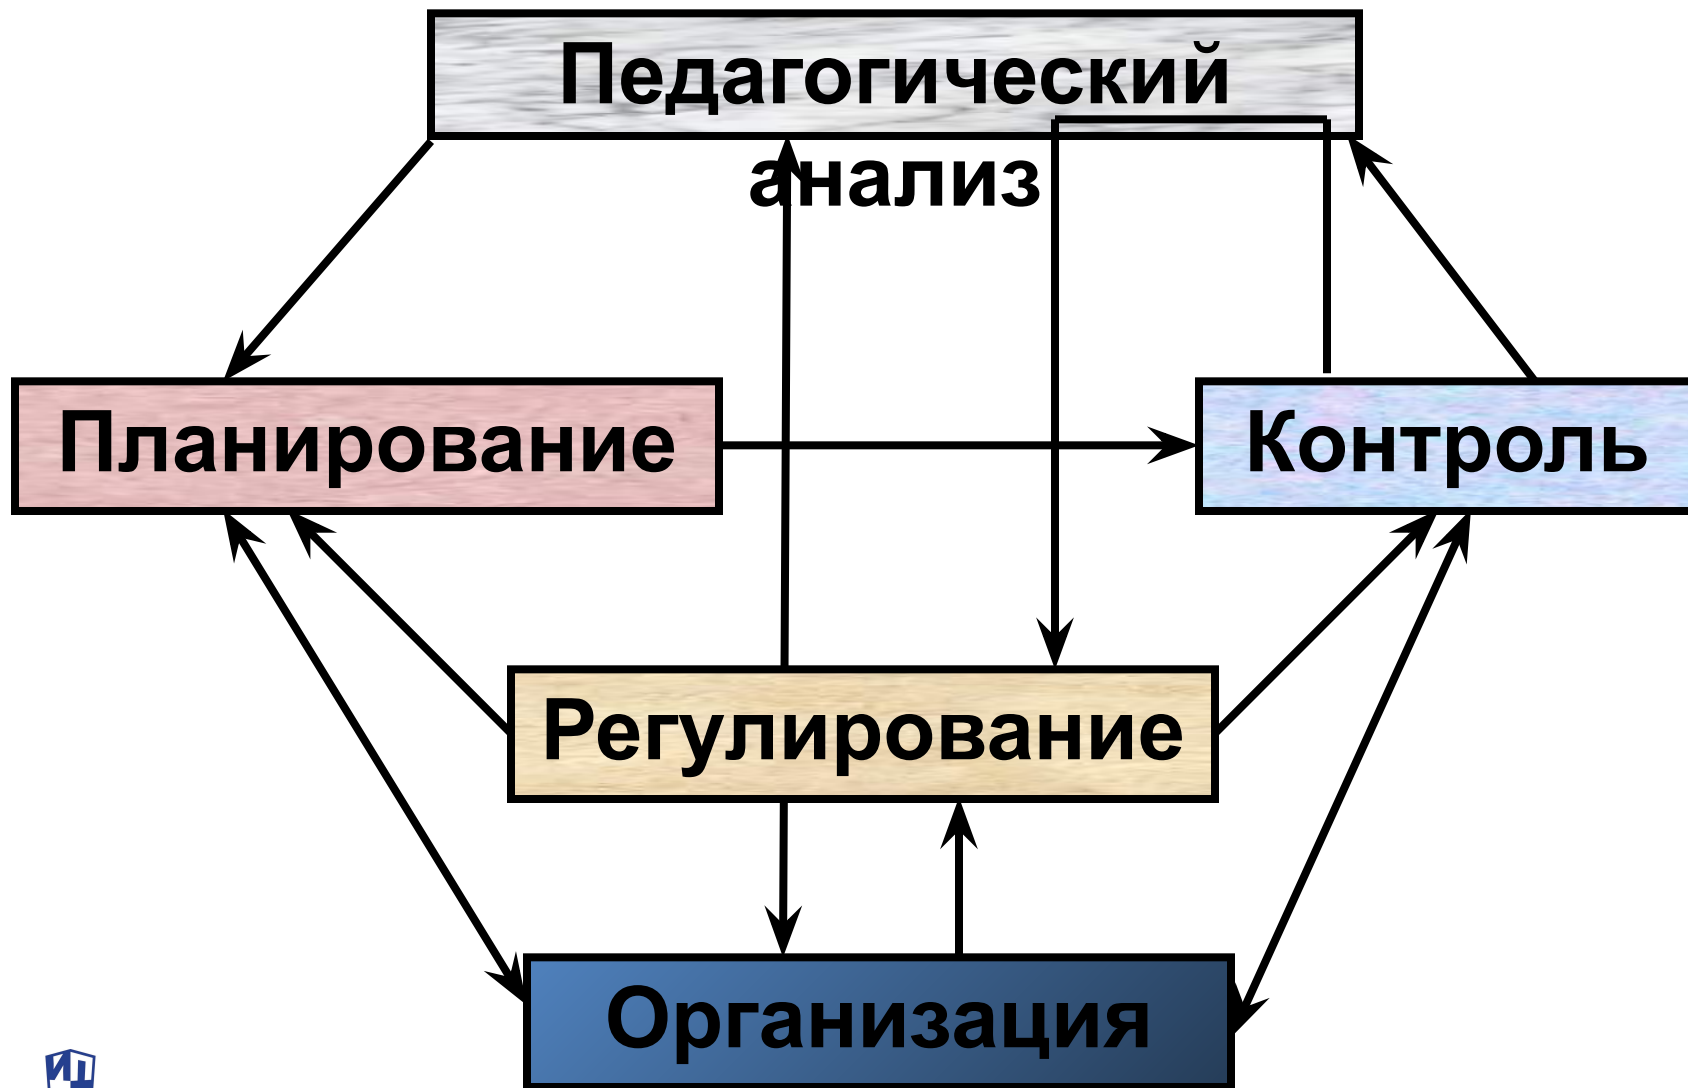 Педагогический
анализ
Планирование
Контроль
Регулирование
Организация